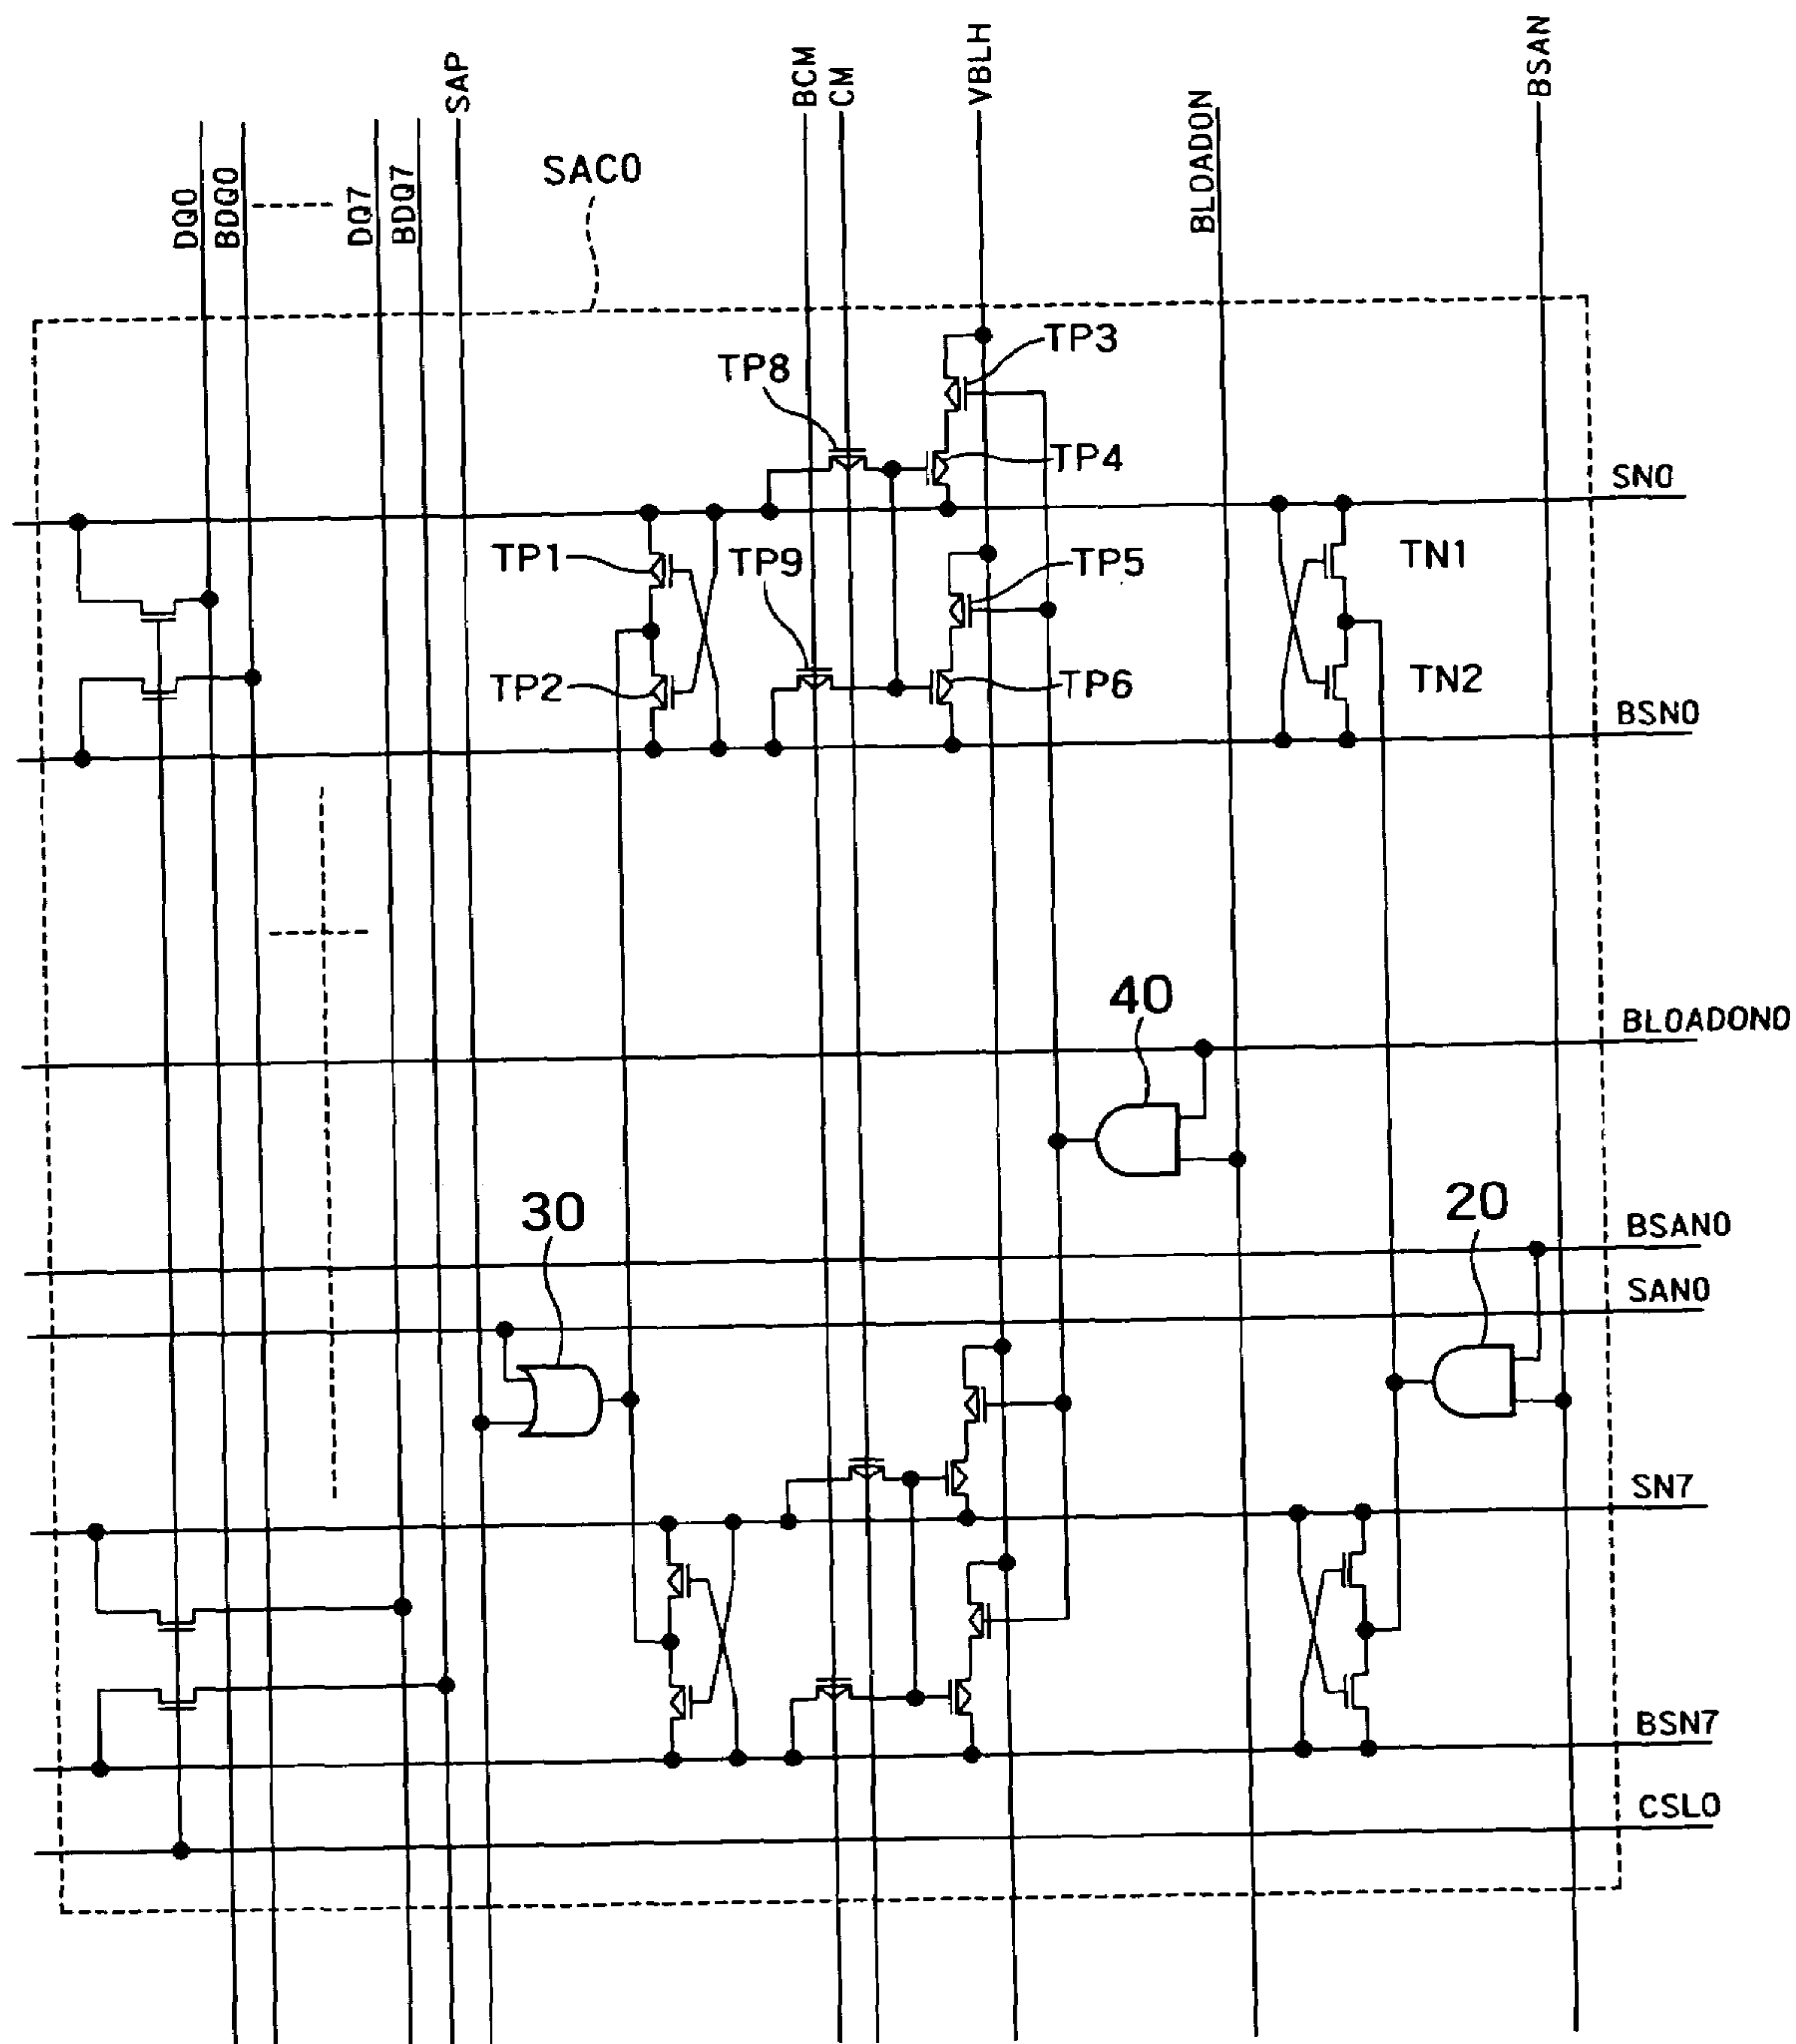 DQ0
BDQ0
DQ7
BDQ7
SAP
BCM
CM
VBLH
BLOADON
BSAN
SAC0
TP3
TP8
TP4
SN0
TP1
TP9
TP5
TN1
TP2
TP6
TN2
BSN0
40
BLOADON0
30
20
BSAN0
SAN0
SN7
BSN7
CSL0